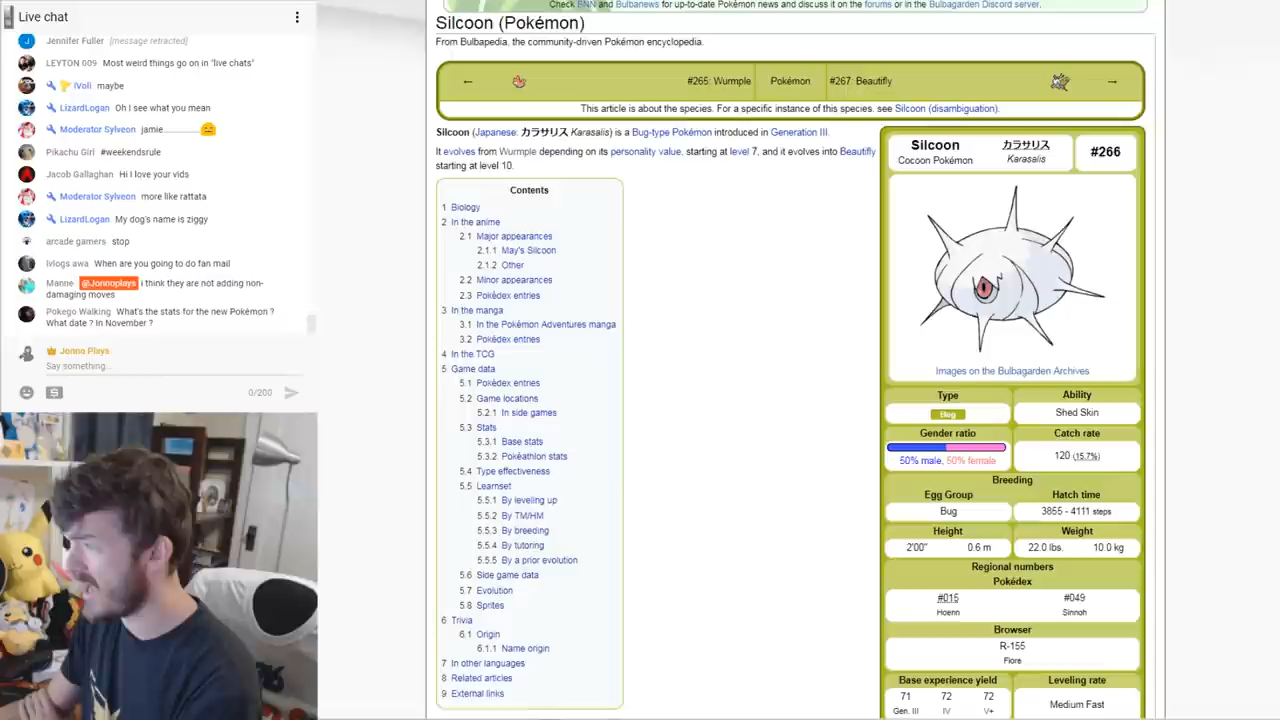 Live chat
Jennifer Fuller [message retracted]
LEYTON 009 Most weird things go on in "live chats"
IVoli maybe
LizardLogan Oh I see what you mean
Moderator Sylveon jamie..............
Pikachu Girl #weekendsrule
Jacob Gallaghan Hi I love your vids
Moderator Sylveon more like rattata
LizardLogan My dog's name is ziggy
arcade gamers stop
lvlogs awa When are you going to do fan mail
Manne @Jonnoplays i think they are not adding non-
damaging moves
Pokego Walking What's the stats for the new Pokémon ?
What date ? In November ?
Jonno Plays
Say something...
0/200
Check BNN and Bulbanews for up-to-date Pokémon news and discuss it on the forums or in the Bulbagarden Discord server.
Silcoon (Pokémon)
From Bulbapedia, the community-driven Pokémon encyclopedia.
← #265: Wurmple Pokémon #267: Beautifly →
This article is about the species. For a specific instance of this species, see Silcoon (disambiguation).
Silcoon (Japanese: カラサリス Karasalis) is a Bug-type Pokémon introduced in Generation III.
It evolves from Wurmple depending on its personality value, starting at level 7, and it evolves into Beautifly
starting at level 10.
Contents
1 Biology
2 In the anime
2.1 Major appearances
2.1.1 May's Silcoon
2.1.2 Other
2.2 Minor appearances
2.3 Pokédex entries
3 In the manga
3.1 In the Pokémon Adventures manga
3.2 Pokédex entries
4 In the TCG
5 Game data
5.1 Pokédex entries
5.2 Game locations
5.2.1 In side games
5.3 Stats
5.3.1 Base stats
5.3.2 Pokéathlon stats
5.4 Type effectiveness
5.5 Learnset
5.5.1 By leveling up
5.5.2 By TM/HM
5.5.3 By breeding
5.5.4 By tutoring
5.5.5 By a prior evolution
5.6 Side game data
5.7 Evolution
5.8 Sprites
6 Trivia
6.1 Origin
6.1.1 Name origin
7 In other languages
8 Related articles
9 External links
Silcoon カラサリス #266
Cocoon Pokémon Karasalis
Images on the Bulbagarden Archives
Type Ability
Bug Shed Skin
Gender ratio Catch rate
50% male, 50% female 120 (15.7%)
Breeding
Egg Group Hatch time
Bug 3855 - 4111 steps
Height Weight
2'00" 0.6 m 22.0 lbs. 10.0 kg
Regional numbers
Pokédex
#015 #049
Hoenn Sinnoh
Browser
R-155
Fiore
Base experience yield Leveling rate
71 72 72 Medium Fast
Gen. III IV V+